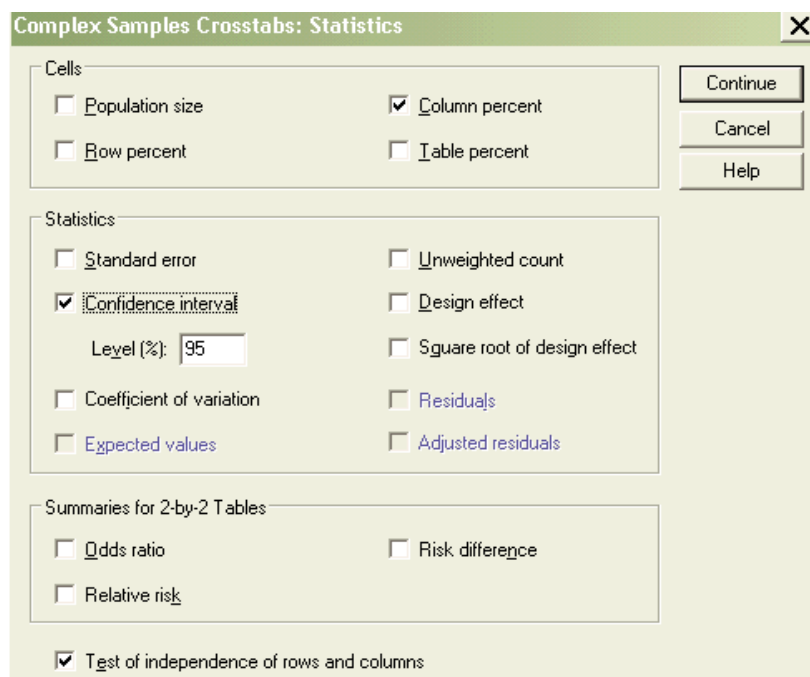 Complex Samples Crosstabs: Statistics
Cells
Population size
Column percent
Row percent
Table percent
Continue
Cancel
Help
Statistics
Standard error
Unweighted count
Confidence interval
Design effect
Level (%): 95
Square root of design effect
Coefficient of variation
Residuals
Expected values
Adjusted residuals
Summaries for 2-by-2 Tables
Odds ratio
Risk difference
Relative risk
Test of independence of rows and columns